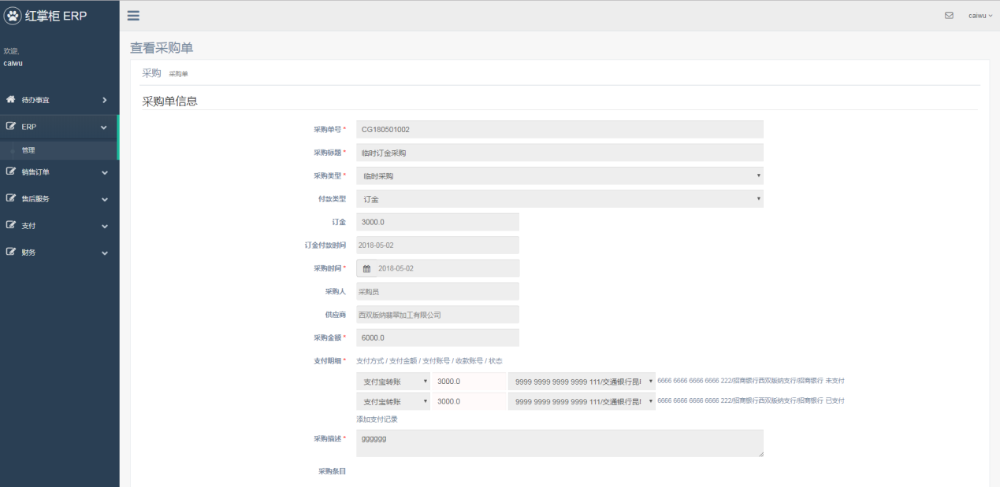 红掌柜 ERP
caiwu
欢迎,
caiwu
待办事宜
ERP
管理
销售订单
售后服务
支付
财务
查看采购单
采购 采购单
采购单信息
采购单号 * CG180501002
采购标题 * 临时订金采购
采购类型 * 临时采购
付款类型 订金
订金 3000.0
订金付款时间 2018-05-02
采购时间 * 2018-05-02
采购人 采购员
供应商 西双版纳翡翠加工有限公司
采购金额 * 6000.0
支付明细 * 支付方式 / 支付金额 / 支付账号 / 收款账号 / 状态
支付宝转账 3000.0 9999 9999 9999 9999 111/交通银行昆 6666 6666 6666 6666 222/招商银行西双版纳支行/招商银行 未支付
支付宝转账 3000.0 9999 9999 9999 9999 111/交通银行昆 6666 6666 6666 6666 222/招商银行西双版纳支行/招商银行 已支付
添加支付记录
采购描述 * gggggg
采购条目